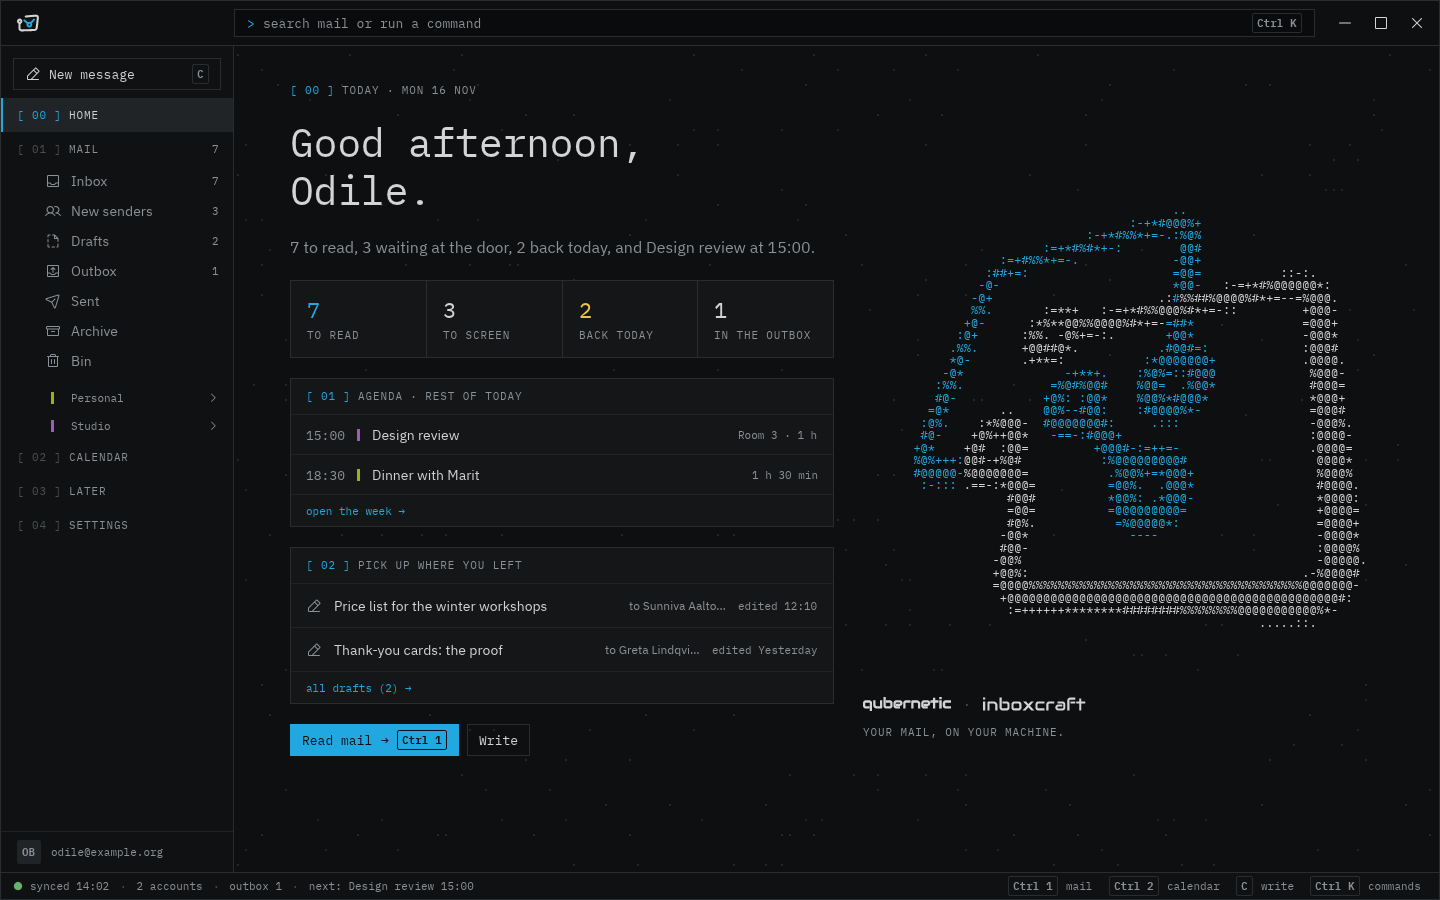 > search mail or run a command Ctrl K
New message C
[ 00 ] HOME
[ 01 ] MAIL 7
Inbox 7
New senders 3
Drafts 2
Outbox 1
Sent
Archive
Bin
Personal
Studio
[ 02 ] CALENDAR
[ 03 ] LATER
[ 04 ] SETTINGS
OB odile@example.org
[ 00 ] TODAY · MON 16 NOV
Good afternoon,
Odile.
7 to read, 3 waiting at the door, 2 back today, and Design review at 15:00.
7 3 2 1
TO READ TO SCREEN BACK TODAY IN THE OUTBOX
[ 01 ] AGENDA · REST OF TODAY
15:00 Design review Room 3 · 1 h
18:30 Dinner with Marit 1 h 30 min
open the week →
[ 02 ] PICK UP WHERE YOU LEFT
Price list for the winter workshops to Sunniva Aalto… edited 12:10
Thank-you cards: the proof to Greta Lindqvi… edited Yesterday
all drafts (2) →
Read mail → Ctrl 1 Write
qubernetic · inboxcraft
YOUR MAIL, ON YOUR MACHINE.
synced 14:02 · 2 accounts · outbox 1 · next: Design review 15:00
Ctrl 1 mail Ctrl 2 calendar C write Ctrl K commands